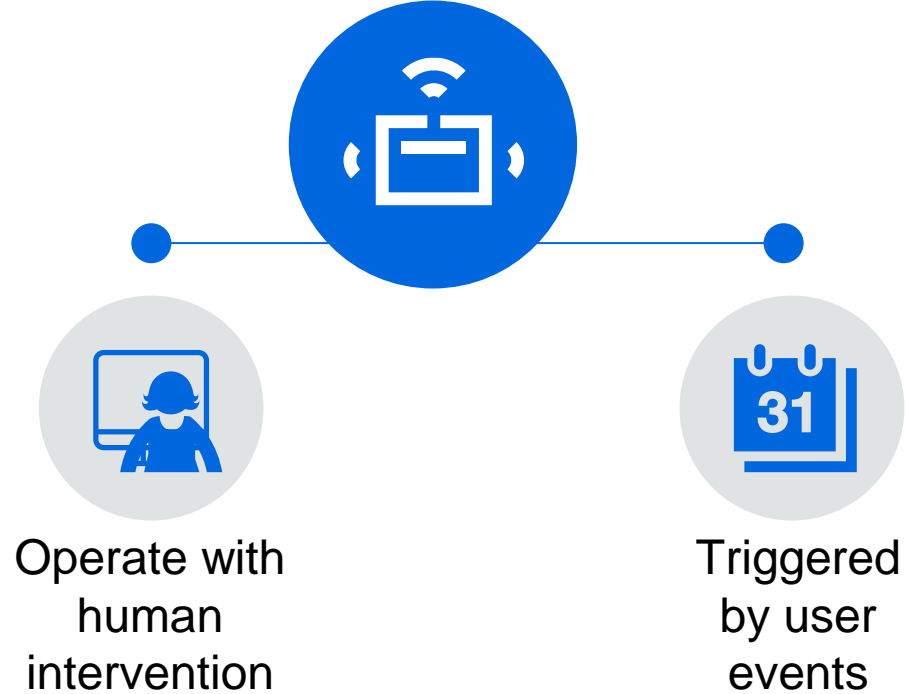 31
Operate with
human
intervention
Triggered
by user
events